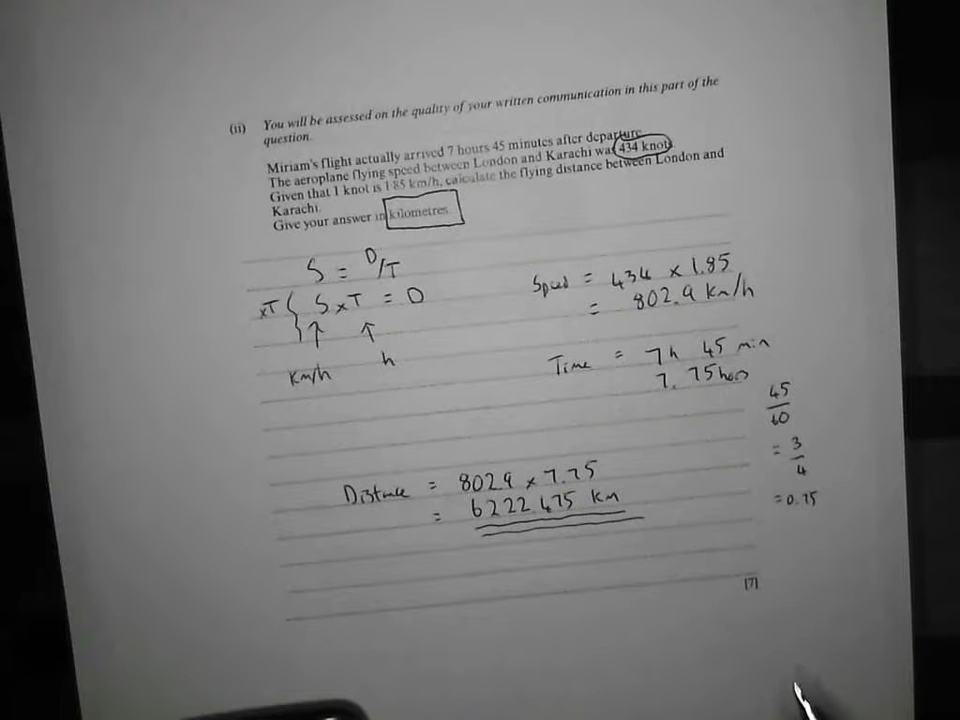 (ii) You will be assessed on the quality of your written communication in this part of the
question.
Miriam's flight actually arrived 7 hours 45 minutes after departure.
The aeroplane flying speed between London and Karachi was 434 knots.
Given that 1 knot is 1.85 km/h, calculate the flying distance between London and
Karachi.
Give your answer in kilometres.
S = D/T
xT { S x T = D
km/h h
Speed = 434 x 1.85
= 802.9 km/h
Time = 7h 45 min
7.75 hours
45/60
= 3/4
= 0.75
Distance = 802.9 x 7.75
= 6222.475 km
[7]